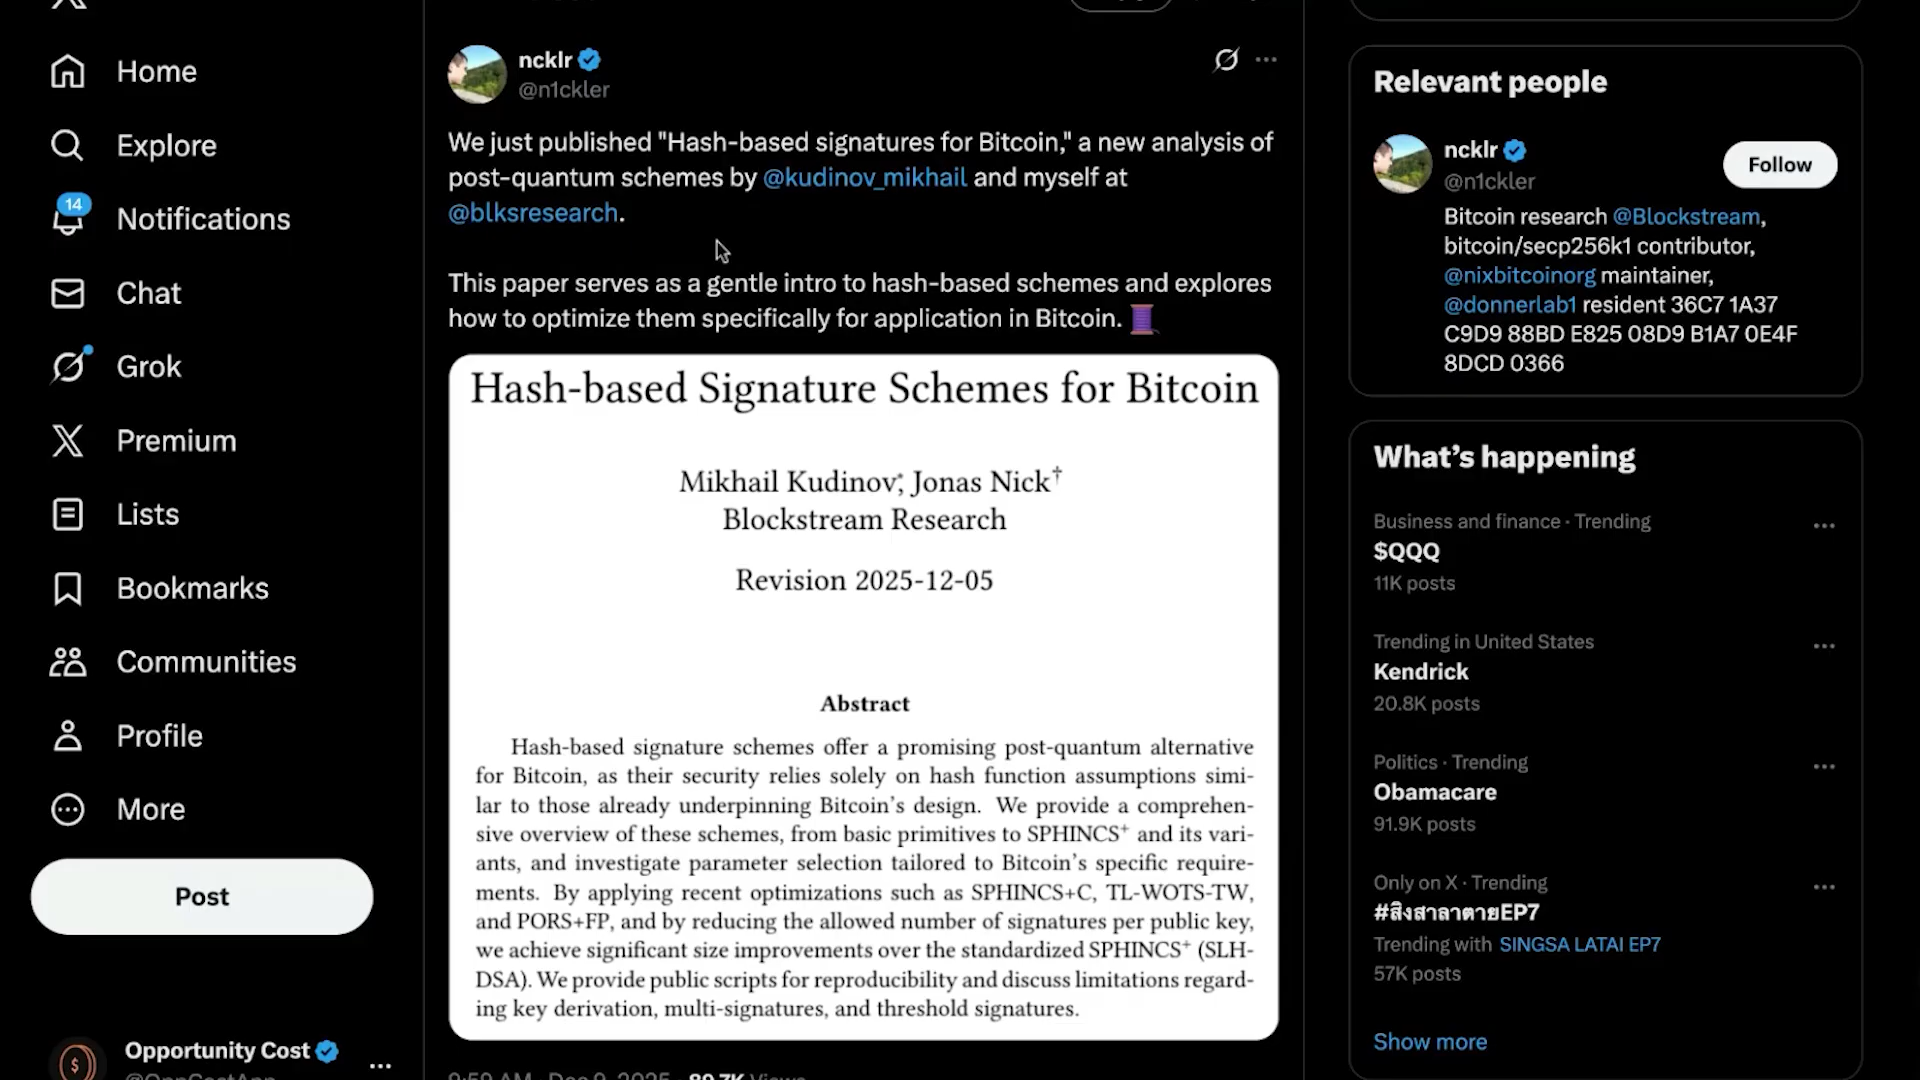 Home
Explore
14
Notifications
Chat
Grok
Premium
Lists
Bookmarks
Communities
Profile
More
Post
Opportunity Cost
ncklr
@n1ckler
We just published "Hash-based signatures for Bitcoin," a new analysis of
post-quantum schemes by @kudinov_mikhail and myself at
@blksresearch.
This paper serves as a gentle intro to hash-based schemes and explores
how to optimize them specifically for application in Bitcoin.
Hash-based Signature Schemes for Bitcoin
Mikhail Kudinov*, Jonas Nick†
Blockstream Research
Revision 2025-12-05
Abstract
Hash-based signature schemes offer a promising post-quantum alternative
for Bitcoin, as their security relies solely on hash function assumptions simi-
lar to those already underpinning Bitcoin's design. We provide a comprehen-
sive overview of these schemes, from basic primitives to SPHINCS⁺ and its vari-
ants, and investigate parameter selection tailored to Bitcoin's specific require-
ments. By applying recent optimizations such as SPHINCS+C, TL-WOTS-TW,
and PORS+FP, and by reducing the allowed number of signatures per public key,
we achieve significant size improvements over the standardized SPHINCS⁺ (SLH-
DSA). We provide public scripts for reproducibility and discuss limitations regard-
ing key derivation, multi-signatures, and threshold signatures.
9:59 AM · Dec 9, 2025 · 89.7K Views
Relevant people
ncklr
@n1ckler
Follow
Bitcoin research @Blockstream,
bitcoin/secp256k1 contributor,
@nixbitcoinorg maintainer,
@donnerlab1 resident 36C7 1A37
C9D9 88BD E825 08D9 B1A7 0E4F
8DCD 0366
What's happening
Business and finance · Trending
$QQQ
11K posts
Trending in United States
Kendrick
20.8K posts
Politics · Trending
Obamacare
91.9K posts
Only on X · Trending
#สิงสาลาตายEP7
Trending with SINGSA LATAI EP7
57K posts
Show more